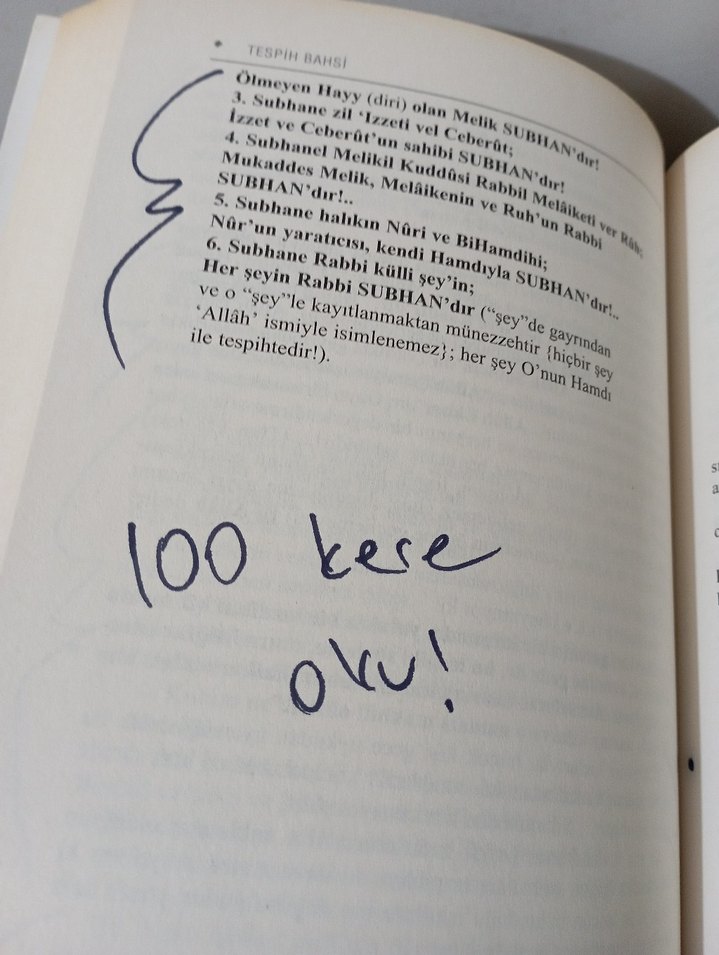 TESPİH BAHSİ
Ölmeyen Hayy (diri) olan Melik SUBHAN'dır!
3. Subhane zil 'Izzeti vel Ceberût;
İzzet ve Ceberût'un sahibi SUBHAN'dır!
4. Subhanel Melikil Kuddûsi Rabbil Melâiketi ver Rûh;
Mukaddes Melik, Melâikenin ve Ruh'un Rabbi
SUBHAN'dır!..
5. Subhane halıkın Nûri ve BiHamdihi;
Nûr'un yaratıcısı, kendi Hamdıyla SUBHAN'dır!..
6. Subhane Rabbi külli şey'in;
Her şeyin Rabbi SUBHAN'dır ("şey"de gayrından
ve o "şey"le kayıtlanmaktan münezzehtir {hiçbir şey
'Allâh' ismiyle isimlenemez}; her şey O'nun Hamdı
ile tespihtedir!).
100 kere
oku!